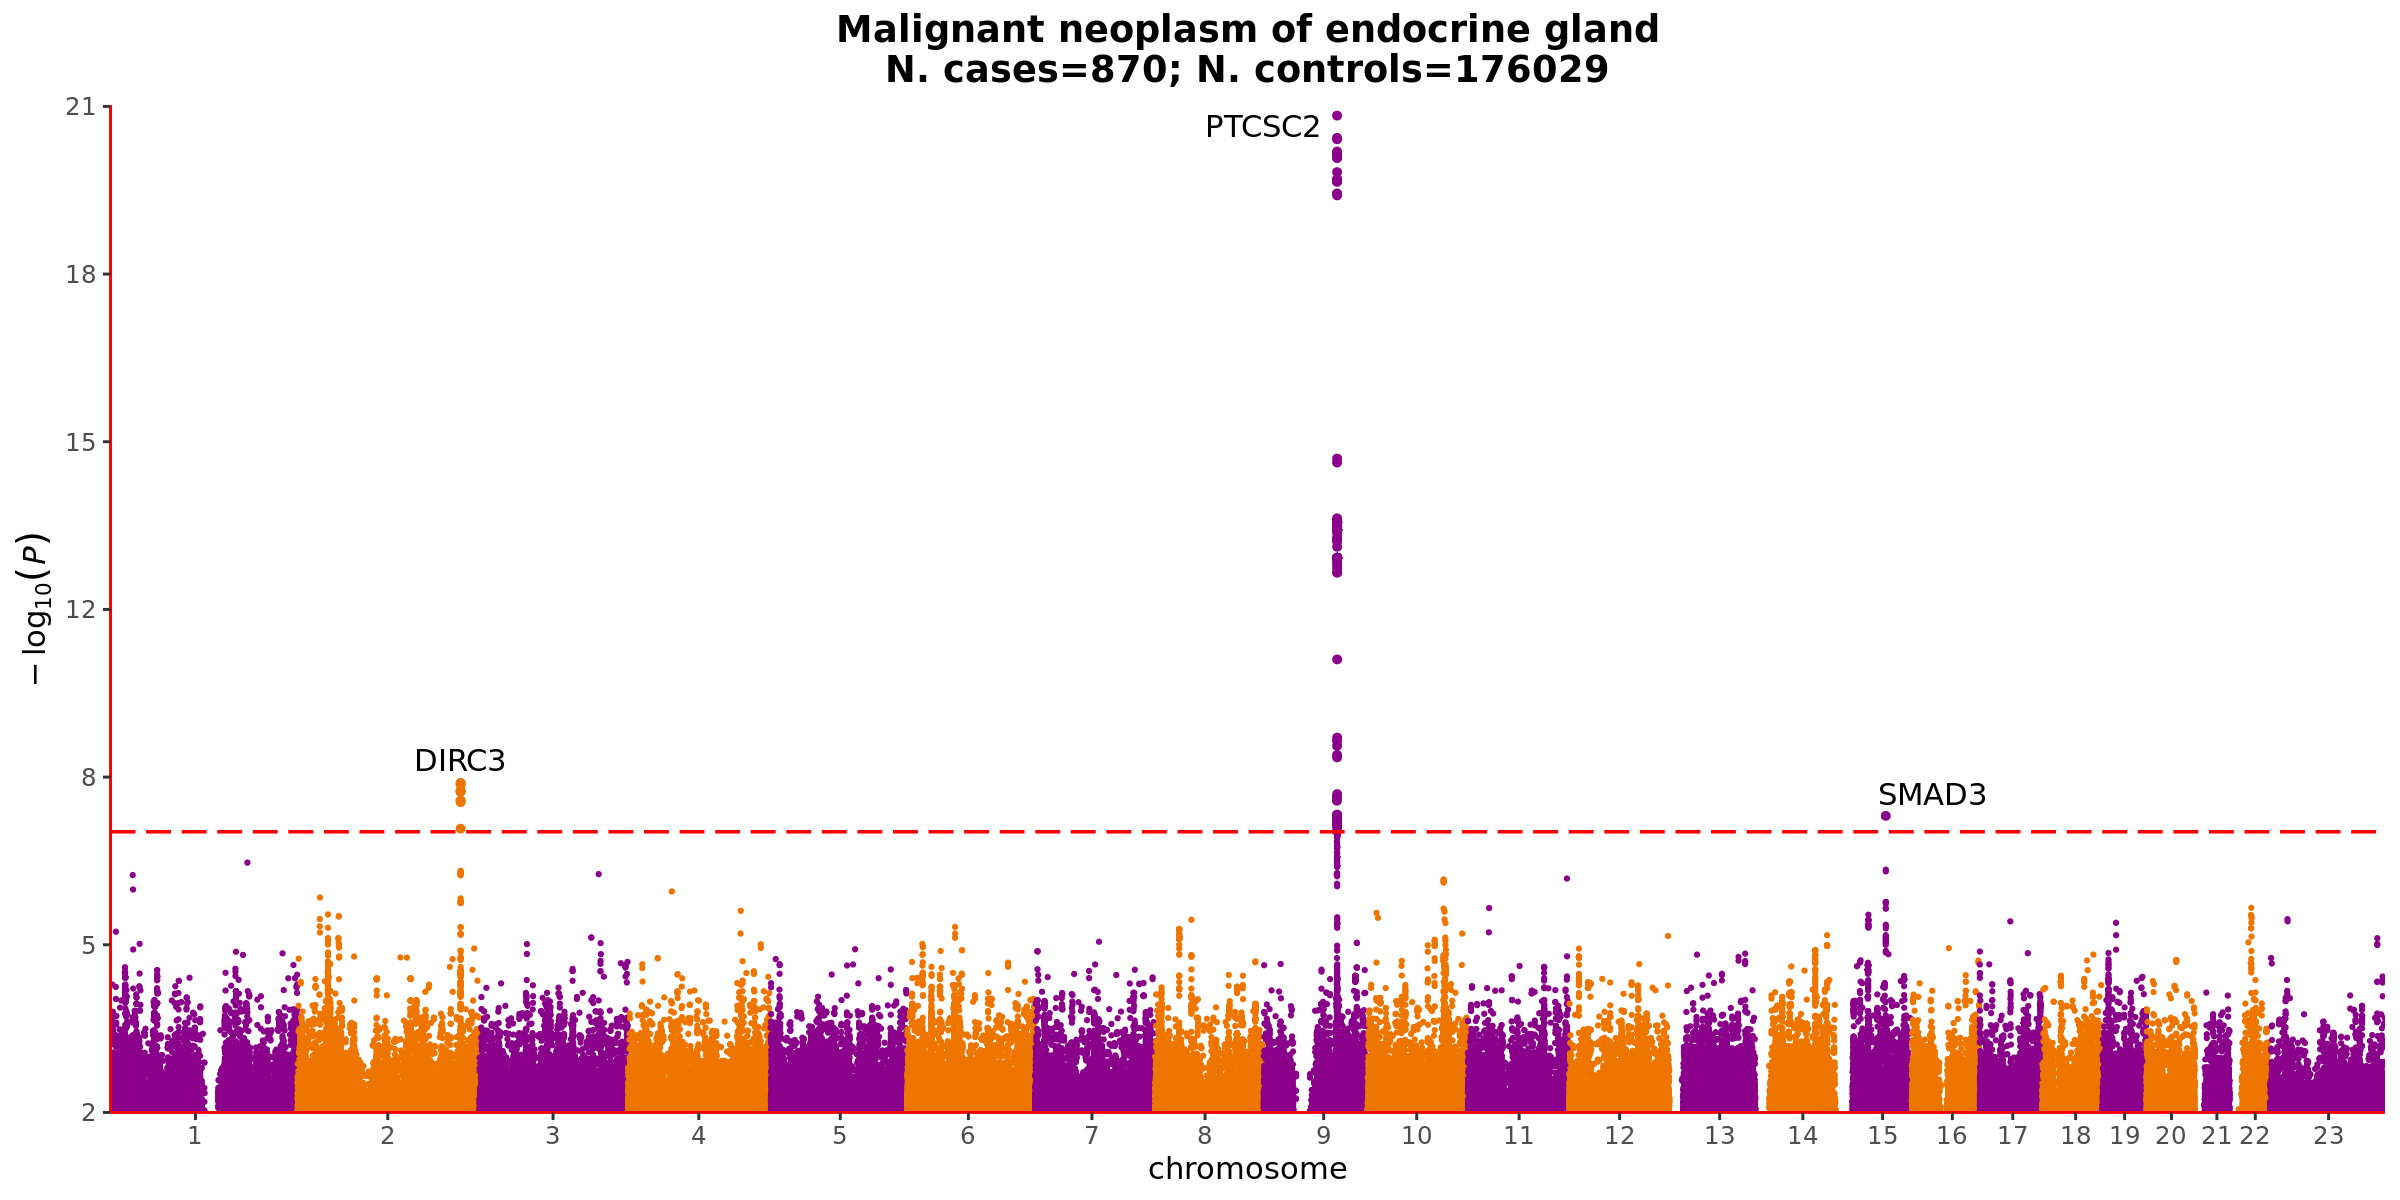 Malignant neoplasm of endocrine gland
N. cases=870; N. controls=176029
21
18
15
12
8
5
2
−log10(P)
PTCSC2
DIRC3
SMAD3
1 2 3 4 5 6 7 8 9 10 11 12 13 14 15 16 17 18 19 20 21 22 23
chromosome